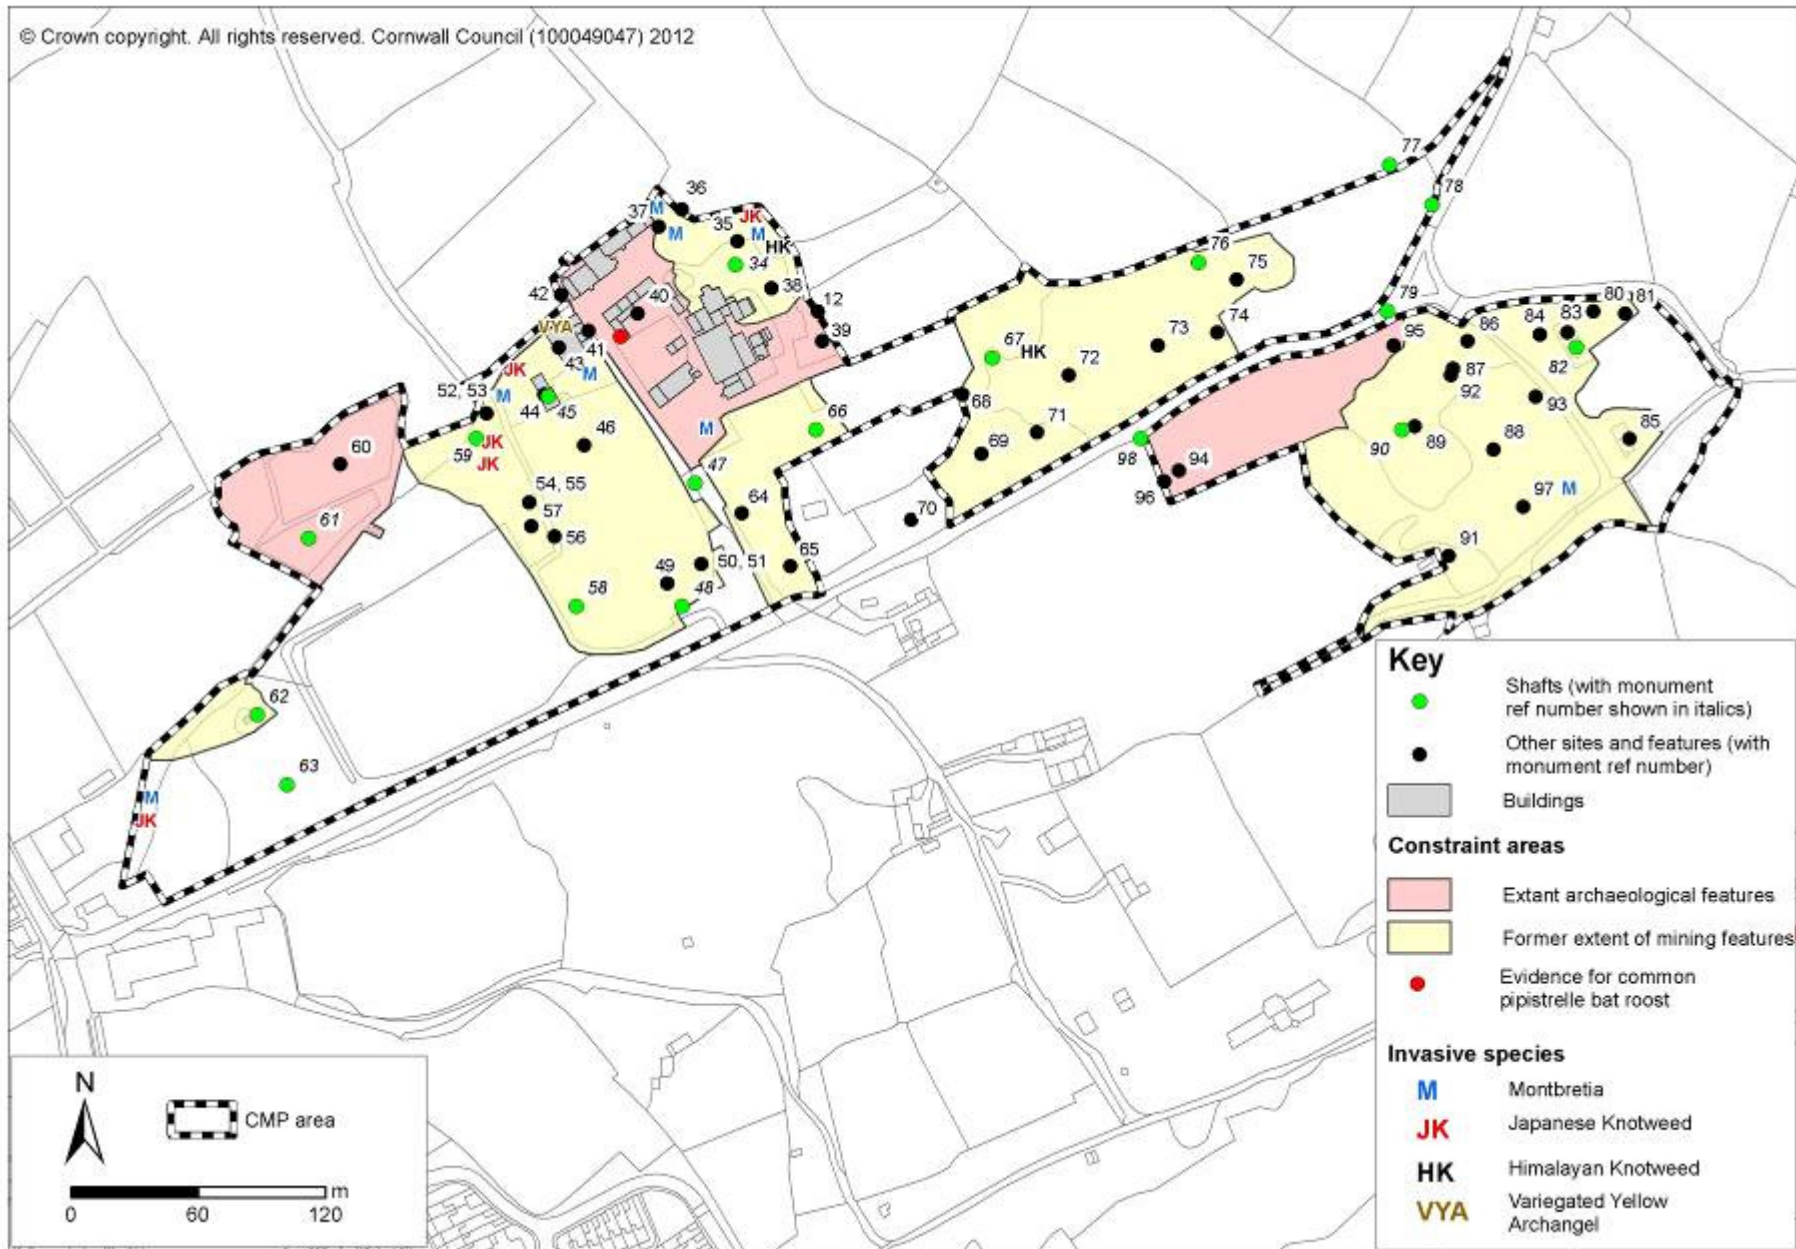 © Crown copyright. All rights reserved. Cornwall Council (100049047) 2012
77
78
36
37
M
JK
35
M
M
HK
34
38
76
75
42
40
12
79
80
81
VYA
39
84
83
86
41
43
73
74
95
82
JK
M
67
HK
72
87
92
52, 53
M
44
45
68
93
66
JK
59
46
M
71
89
85
60
JK
47
69
98
90
88
94
54, 55
96
97
M
61
57
64
70
56
65
91
49
50, 51
58
48
62
63
M
JK
Key
Shafts (with monument
ref number shown in italics)
Other sites and features (with
monument ref number)
Buildings
Constraint areas
Extant archaeological features
Former extent of mining features
Evidence for common
pipistrelle bat roost
Invasive species
M Montbretia
JK Japanese Knotweed
HK Himalayan Knotweed
VYA Variegated Yellow
Archangel
N
CMP area
m
0 60 120